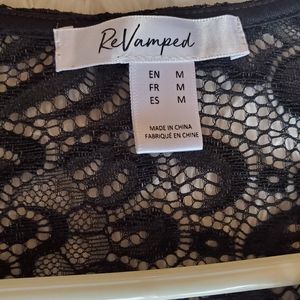 ReVamped
EN M
FR M
ES M
MADE IN CHINA
FABRIQUÉ EN CHINE